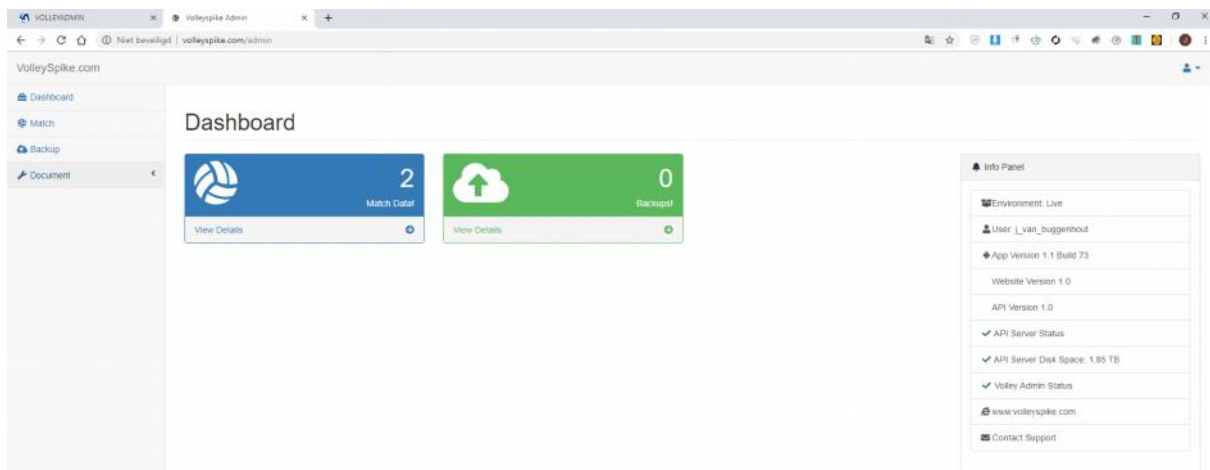 VOLLEYADMIN
Volleyspike Admin
Niet beveiligd | volleyspike.com/admin
VolleySpike.com
Dashboard
Match
Backup
Document
Dashboard
2
Match Data!
View Details
0
Backups!
View Details
Info Panel
Environment: Live
User: j_van_buggenhout
App Version 1.1 Build 73
Website Version 1.0
API Version 1.0
API Server Status
API Server Disk Space: 1.85 TB
Volley Admin Status
www.volleyspike.com
Contact Support